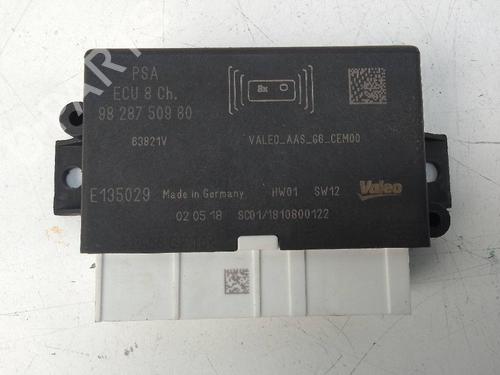 PSA
ECU 8 Ch.
98 287 509 80
8x
63821V
VALEO_AAS_G6_CEM00
E135029 Made in Germany HW01 SW12 Valeo
02 05 18 SC01/1810800122